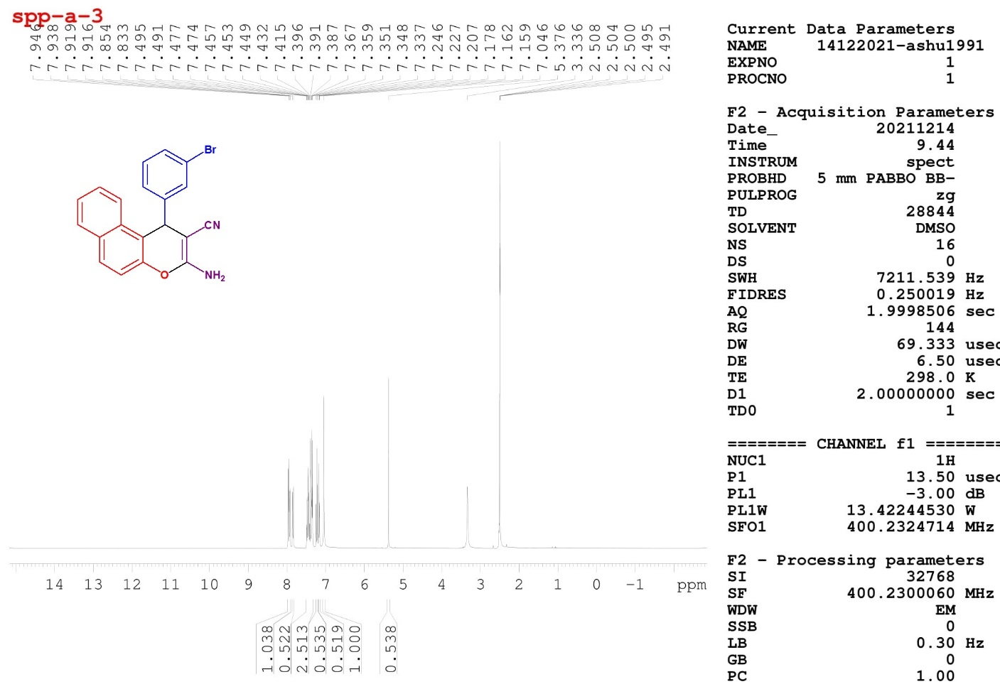 spp-a-3
7.946
7.938
7.919
7.916
7.854
7.833
7.495
7.491
7.477
7.474
7.457
7.453
7.449
7.432
7.415
7.396
7.391
7.387
7.367
7.359
7.351
7.348
7.337
7.246
7.227
7.207
7.178
7.162
7.159
7.046
5.376
3.336
2.508
2.504
2.500
2.495
2.491
Br
CN
O
NH2
14 13 12 11 10 9 8 7 6 5 4 3 2 1 0 -1 ppm
1.038
0.522
2.513
0.535
0.519
1.000
0.538
Current Data Parameters
NAME 14122021-ashu1991
EXPNO 1
PROCNO 1
F2 - Acquisition Parameters
Date_ 20211214
Time 9.44
INSTRUM spect
PROBHD 5 mm PABBO BB-
PULPROG zg
TD 28844
SOLVENT DMSO
NS 16
DS 0
SWH 7211.539 Hz
FIDRES 0.250019 Hz
AQ 1.9998506 sec
RG 144
DW 69.333 usec
DE 6.50 usec
TE 298.0 K
D1 2.00000000 sec
TD0 1
======== CHANNEL f1 ========
NUC1 1H
P1 13.50 usec
PL1 -3.00 dB
PL1W 13.42244530 W
SFO1 400.2324714 MHz
F2 - Processing parameters
SI 32768
SF 400.2300060 MHz
WDW EM
SSB 0
LB 0.30 Hz
GB 0
PC 1.00